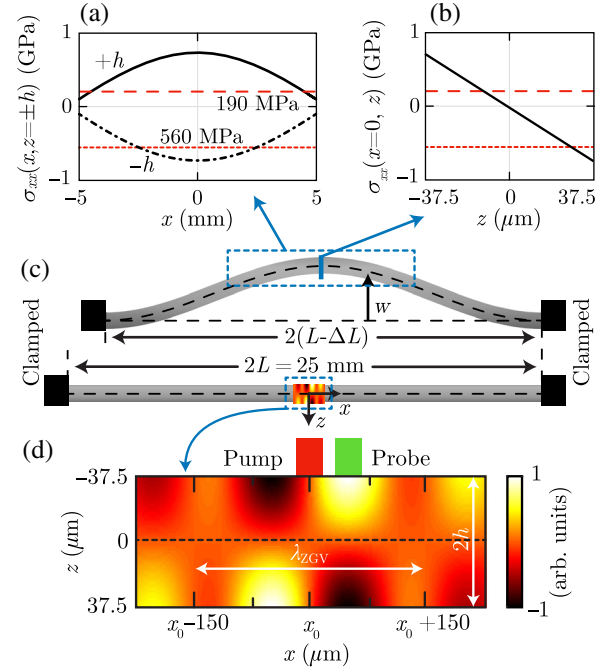 (a)
(b)
σxx(x,z=±h) (GPa)
1
0
−1
+h
190 MPa
560 MPa
−h
−5
0
5
x (mm)
σxx(x=0, z) (GPa)
1
0
−1
−37.5
0
37.5
z (μm)
(c)
Clamped
w
2(L-ΔL)
2L = 25 mm
Clamped
x
z
(d)
Pump
Probe
−37.5
0
37.5
z (μm)
λZGV
2h
x0−150
x0
x0+150
x (μm)
1
−1
(arb. units)